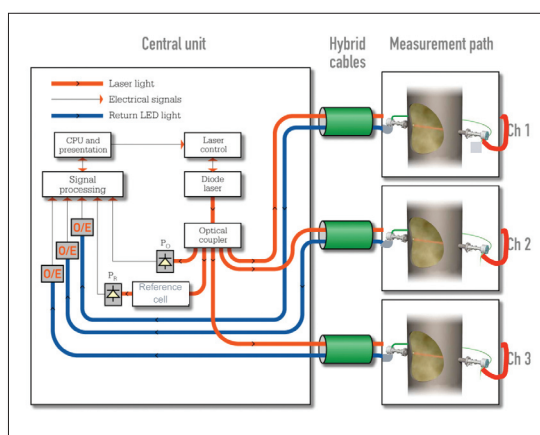 Central unit
Hybrid
cables
Measurement path
Laser light
Electrical signals
Return LED light
CPU and
presentation
Laser
control
Signal
processing
Diode
laser
Optical
coupler
O/E
O/E
O/E
PO
PR
Reference
cell
Ch 1
Ch 2
Ch 3